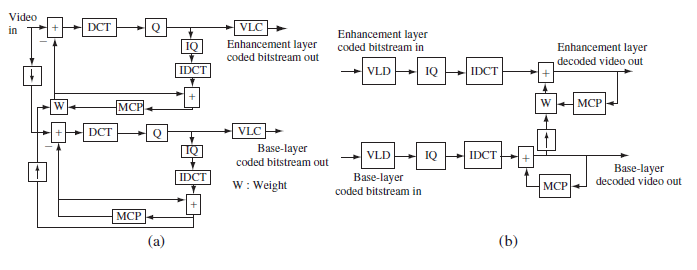 Video
in
+
DCT
Q
VLC
−
IQ
Enhancement layer
coded bitstream out
IDCT
+
W
MCP
+
DCT
Q
VLC
−
IQ
Base-layer
coded bitstream out
IDCT
W : Weight
+
MCP
(a)
Enhancement layer
coded bitstream in
Enhancement layer
decoded video out
VLD
IQ
IDCT
+
W
MCP
VLD
IQ
IDCT
+
Base-layer
coded bitstream in
MCP
Base-layer
decoded video out
(b)